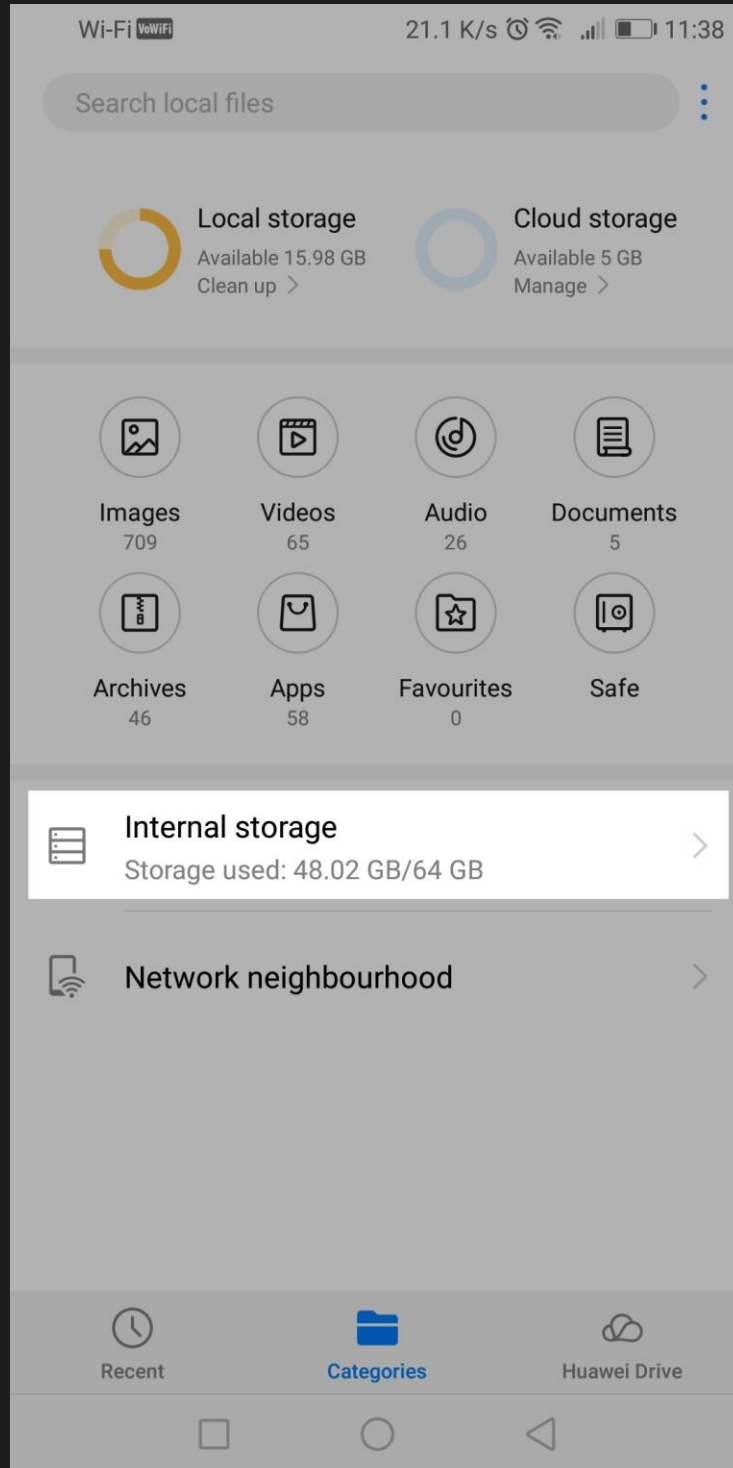 Wi-Fi VoWiFi 21.1 K/s 11:38
Search local files
Local storage
Available 15.98 GB
Clean up >
Cloud storage
Available 5 GB
Manage >
Images Videos Audio Documents
709 65 26 5
Archives Apps Favourites Safe
46 58 0
Internal storage
Storage used: 48.02 GB/64 GB
Network neighbourhood
Recent Categories Huawei Drive